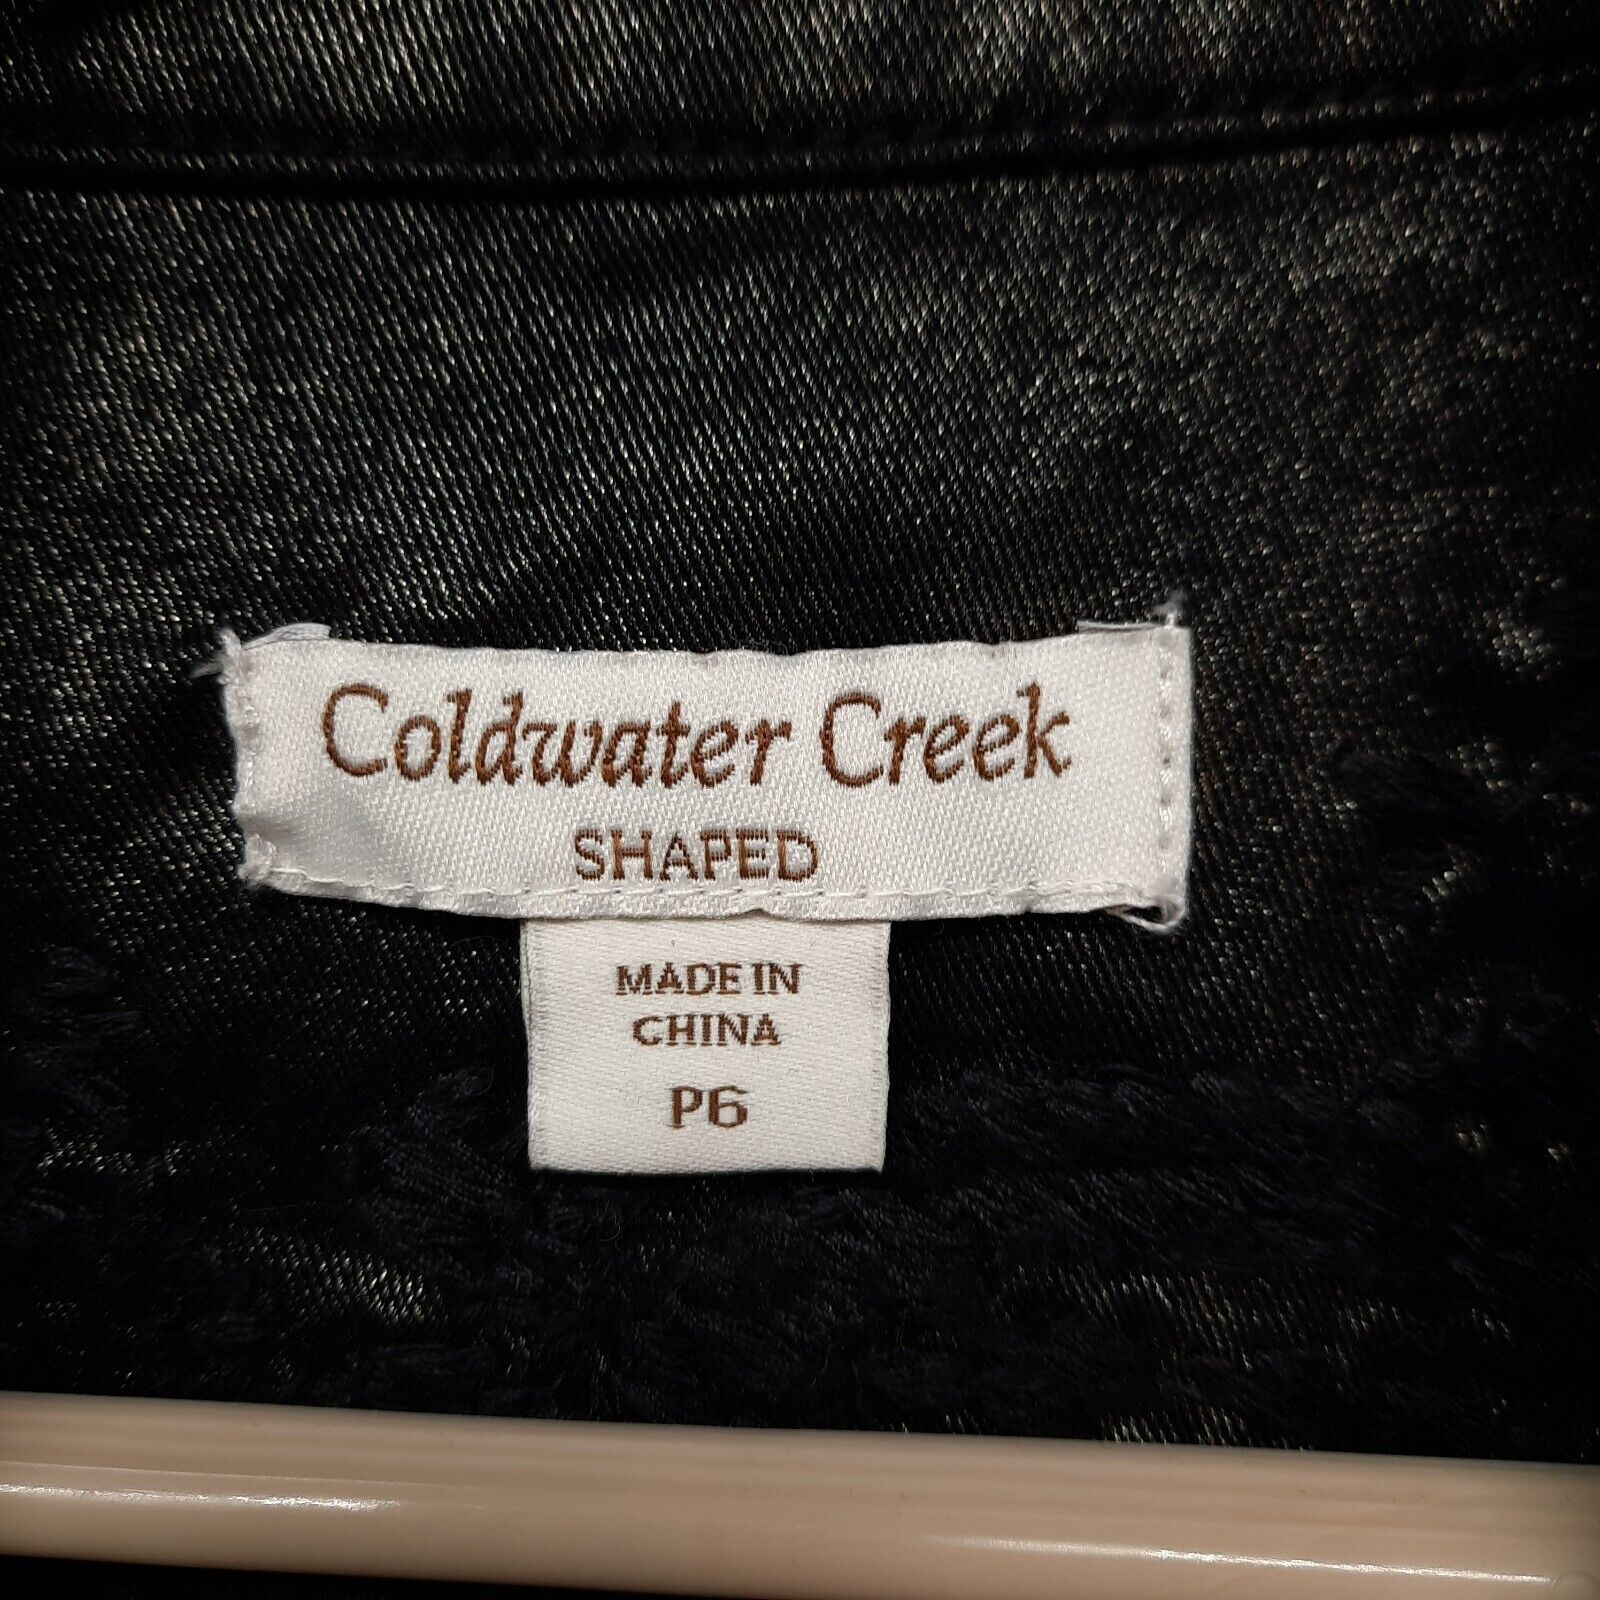 Coldwater Creek
SHAPED
MADE IN
CHINA
P6